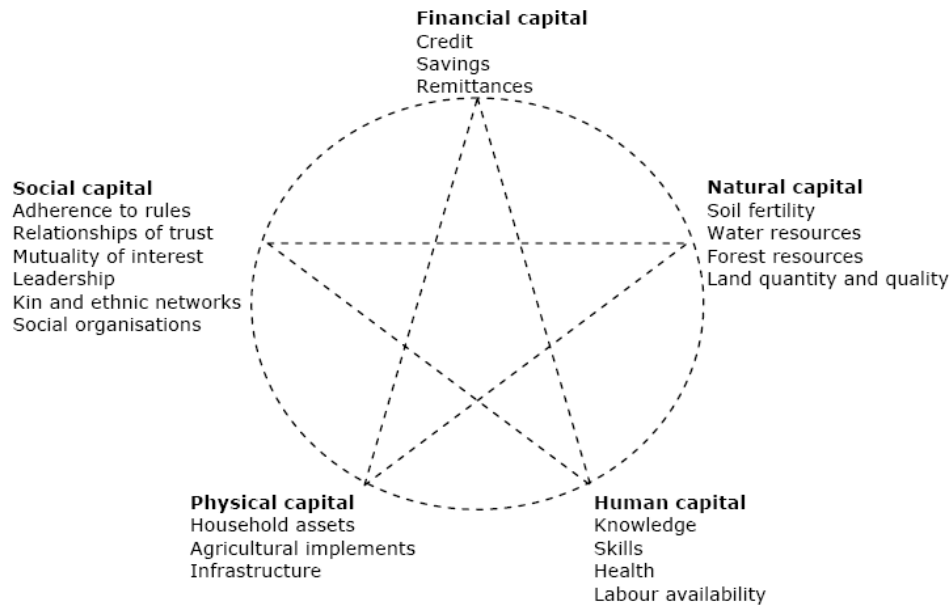 Financial capital
Credit
Savings
Remittances
Social capital
Adherence to rules
Relationships of trust
Mutuality of interest
Leadership
Kin and ethnic networks
Social organisations
Natural capital
Soil fertility
Water resources
Forest resources
Land quantity and quality
Physical capital
Household assets
Agricultural implements
Infrastructure
Human capital
Knowledge
Skills
Health
Labour availability